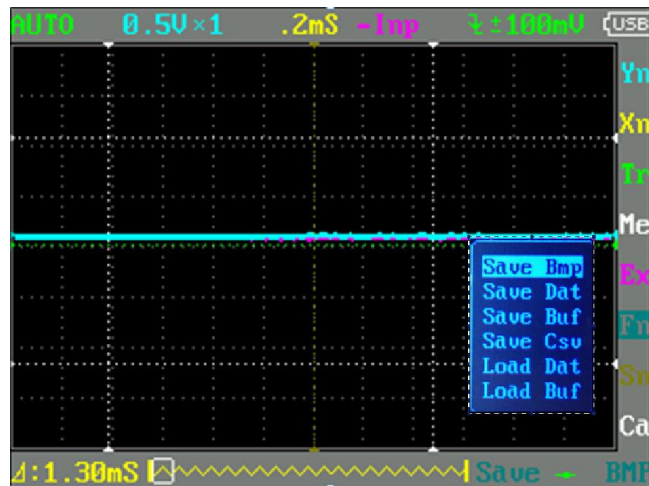 AUTO 0.5V×1 .2mS -Inp ±100mV USB
Yn
Xn
Tr
Me
Ex
Fn
Sn
Ca
Save Bmp
Save Dat
Save Buf
Save Csv
Load Dat
Load Buf
⊿:1.30mS Save BMP